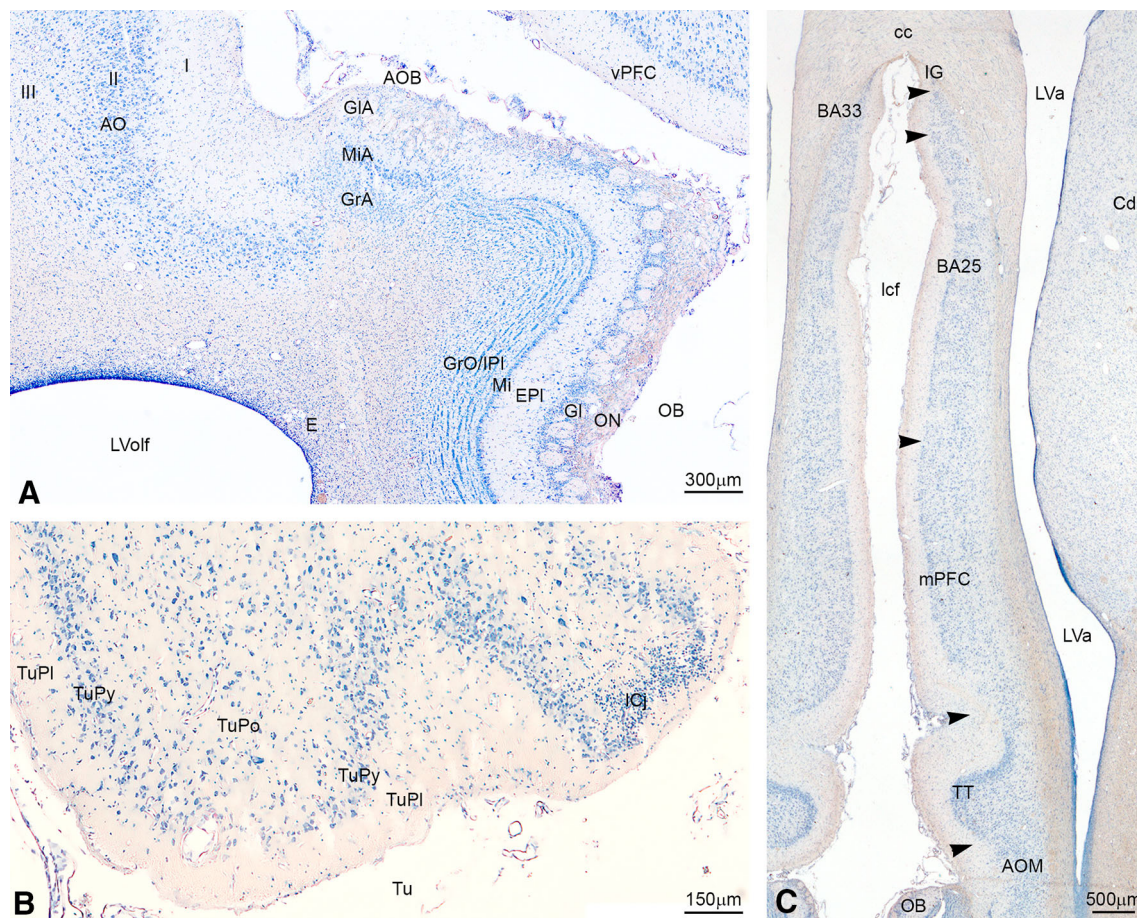 III
II
I
AO
AOB
vPFC
GlA
MiA
GrA
GrO/IPl
Mi
EPl
Gl
ON
OB
E
LVolf
A
300µm
TuPl
TuPy
TuPo
TuPy
TuPl
ICj
Tu
B
150µm
cc
IG
BA33
LVa
Cd
BA25
lcf
mPFC
LVa
TT
AOM
OB
C
500µm